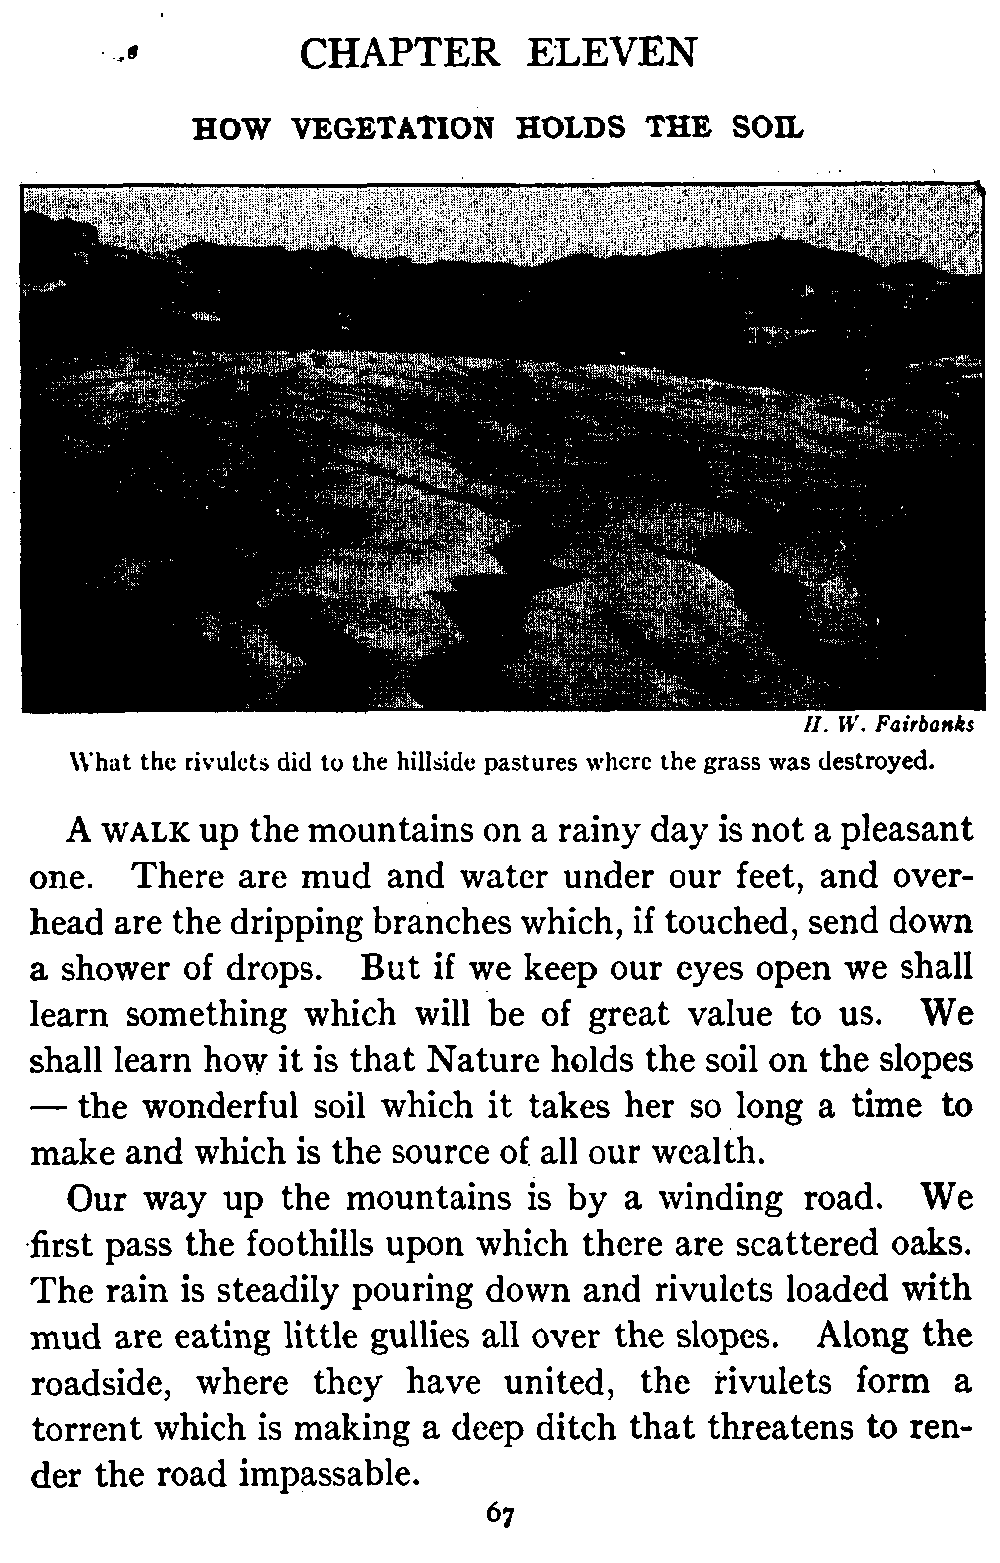 CHAPTER ELEVEN
HOW VEGETATION HOLDS THE SOIL
H. W. Fairbanks
What the rivulets did to the hillside pastures where the grass was destroyed.
A WALK up the mountains on a rainy day is not a pleasant
one. There are mud and water under our feet, and over-
head are the dripping branches which, if touched, send down
a shower of drops. But if we keep our eyes open we shall
learn something which will be of great value to us. We
shall learn how it is that Nature holds the soil on the slopes
— the wonderful soil which it takes her so long a time to
make and which is the source of all our wealth.
Our way up the mountains is by a winding road. We
first pass the foothills upon which there are scattered oaks.
The rain is steadily pouring down and rivulets loaded with
mud are eating little gullies all over the slopes. Along the
roadside, where they have united, the rivulets form a
torrent which is making a deep ditch that threatens to ren-
der the road impassable.
67